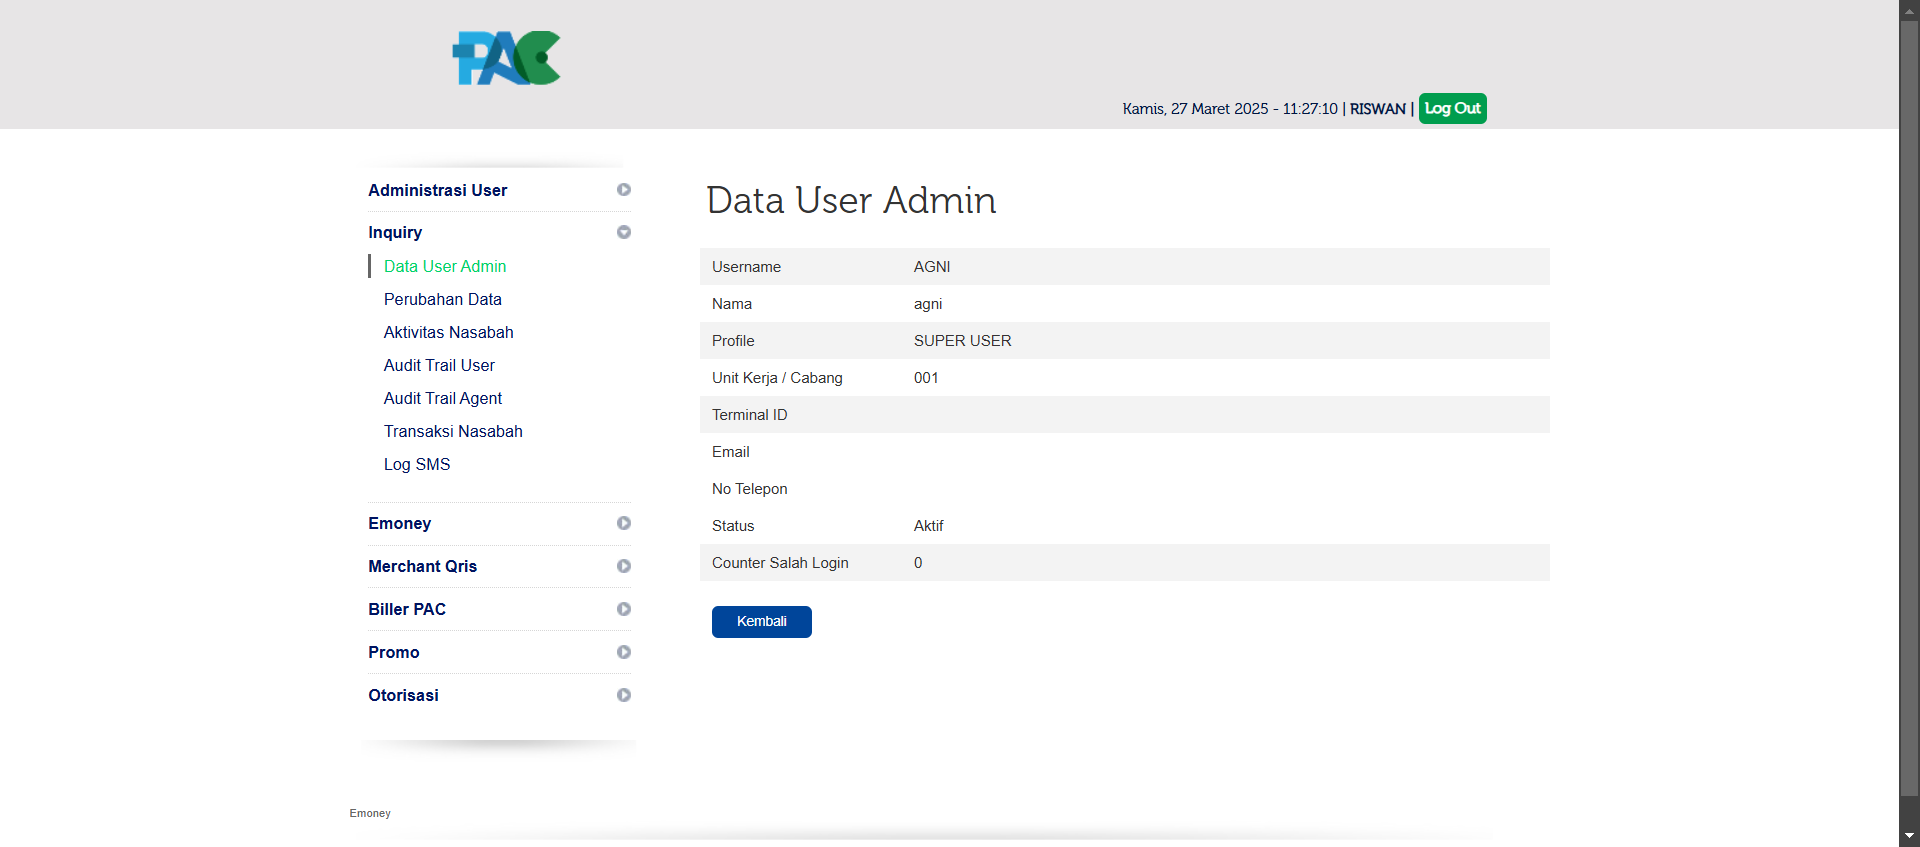 PAC
Kamis, 27 Maret 2025 - 11:27:10 | RISWAN | Log Out
Administrasi User
Inquiry
Data User Admin
Perubahan Data
Aktivitas Nasabah
Audit Trail User
Audit Trail Agent
Transaksi Nasabah
Log SMS
Emoney
Merchant Qris
Biller PAC
Promo
Otorisasi
Data User Admin
Username AGNI
Nama agni
Profile SUPER USER
Unit Kerja / Cabang 001
Terminal ID
Email
No Telepon
Status Aktif
Counter Salah Login 0
Kembali
Emoney